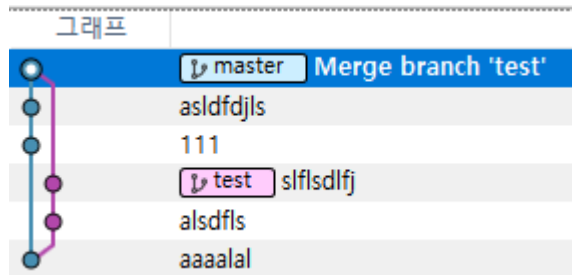 그래프
master Merge branch 'test'
asldfdjls
111
test slflsdlfj
alsdfls
aaaalal